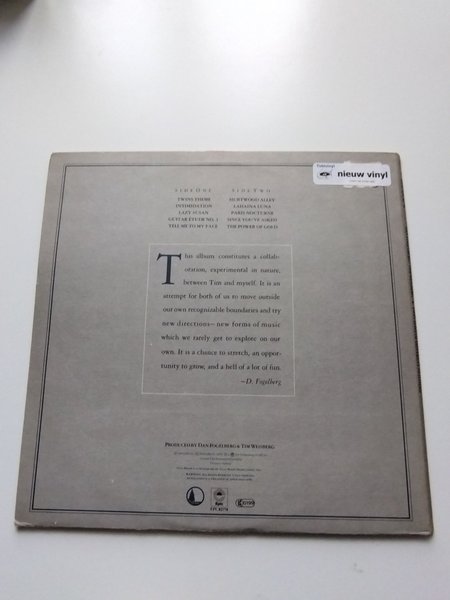 nieuw vinyl
SIDE ONE
TWINS THEME
INTIMIDATION
LAZY SUSAN
GUITAR ETUDE NO. 3
TELL ME TO MY FACE
SIDE TWO
HURTWOOD ALLEY
LAHAINA LUNA
PARIS NOCTURNE
SINCE YOU'VE ASKED
THE POWER OF GOLD
This album constitutes a collab-
oration, experimental in nature,
between Tim and myself. It is an
attempt for both of us to move outside
our own recognizable boundaries and try
new directions—new forms of music
which we rarely get to explore on our
own. It is a chance to stretch, an oppor-
tunity to grow, and a hell of a lot of fun.
—D. Fogelberg
PRODUCED BY DAN FOGELBERG & TIM WEISBERG
Epic